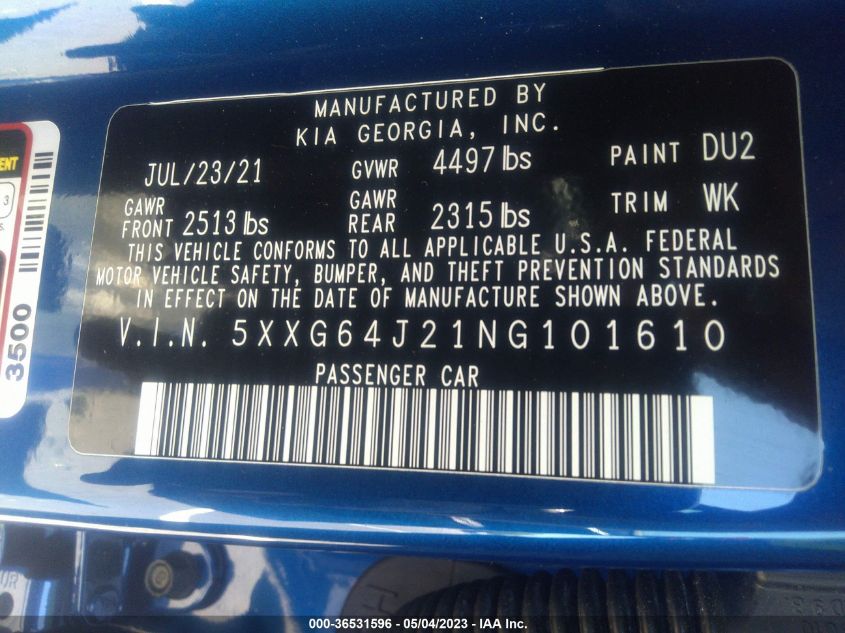 MANUFACTURED BY
KIA GEORGIA, INC.
JUL/23/21 GVWR 4497 lbs PAINT DU2
GAWR FRONT 2513 lbs GAWR REAR 2315 lbs TRIM WK
THIS VEHICLE CONFORMS TO ALL APPLICABLE U.S.A. FEDERAL
MOTOR VEHICLE SAFETY, BUMPER, AND THEFT PREVENTION STANDARDS
IN EFFECT ON THE DATE OF MANUFACTURE SHOWN ABOVE.
V.I.N. 5XXG64J21NG101610
PASSENGER CAR
3500
3
000-36531596 - 05/04/2023 - IAA Inc.